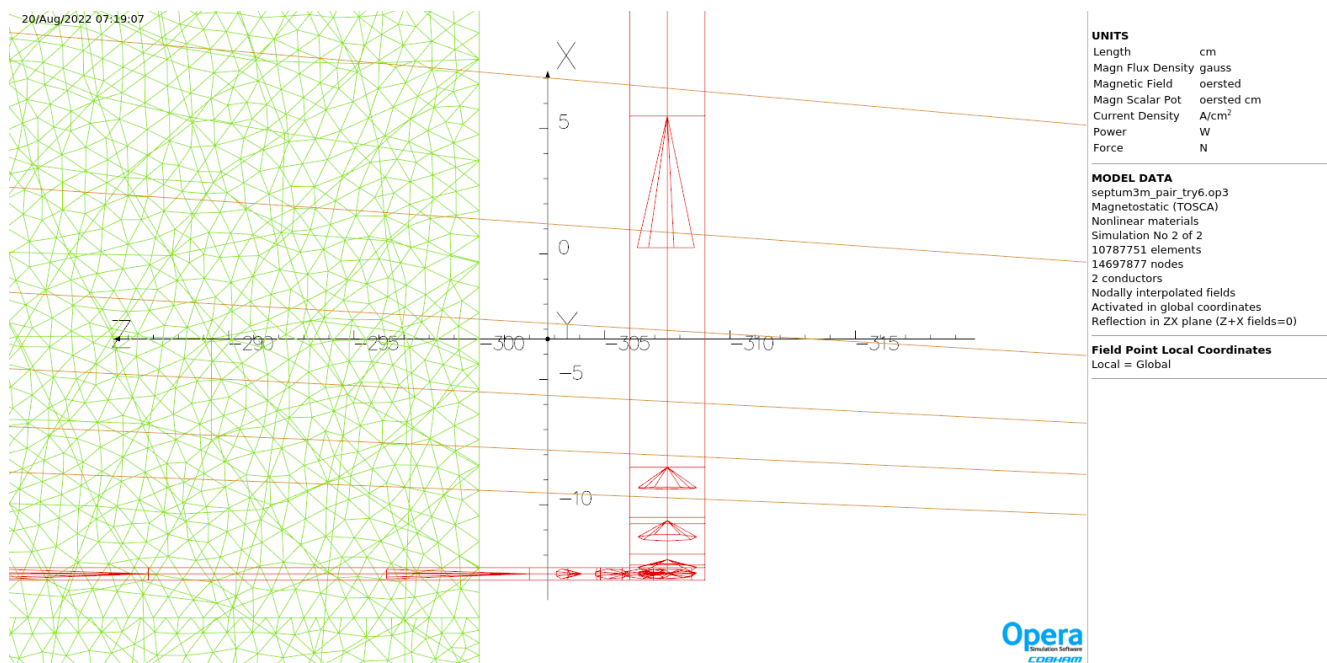 20/Aug/2022 07:19:07
X
5
0
Y
Z
-290
-295
-300
-305
-310
-315
-5
-10
UNITS
Length cm
Magn Flux Density gauss
Magnetic Field oersted
Magn Scalar Pot oersted cm
Current Density A/cm²
Power W
Force N
MODEL DATA
septum3m_pair_try6.op3
Magnetostatic (TOSCA)
Nonlinear materials
Simulation No 2 of 2
10787751 elements
14697877 nodes
2 conductors
Nodally interpolated fields
Activated in global coordinates
Reflection in ZX plane (Z+X fields=0)
Field Point Local Coordinates
Local = Global
Opera
Simulation Software
COBHAM